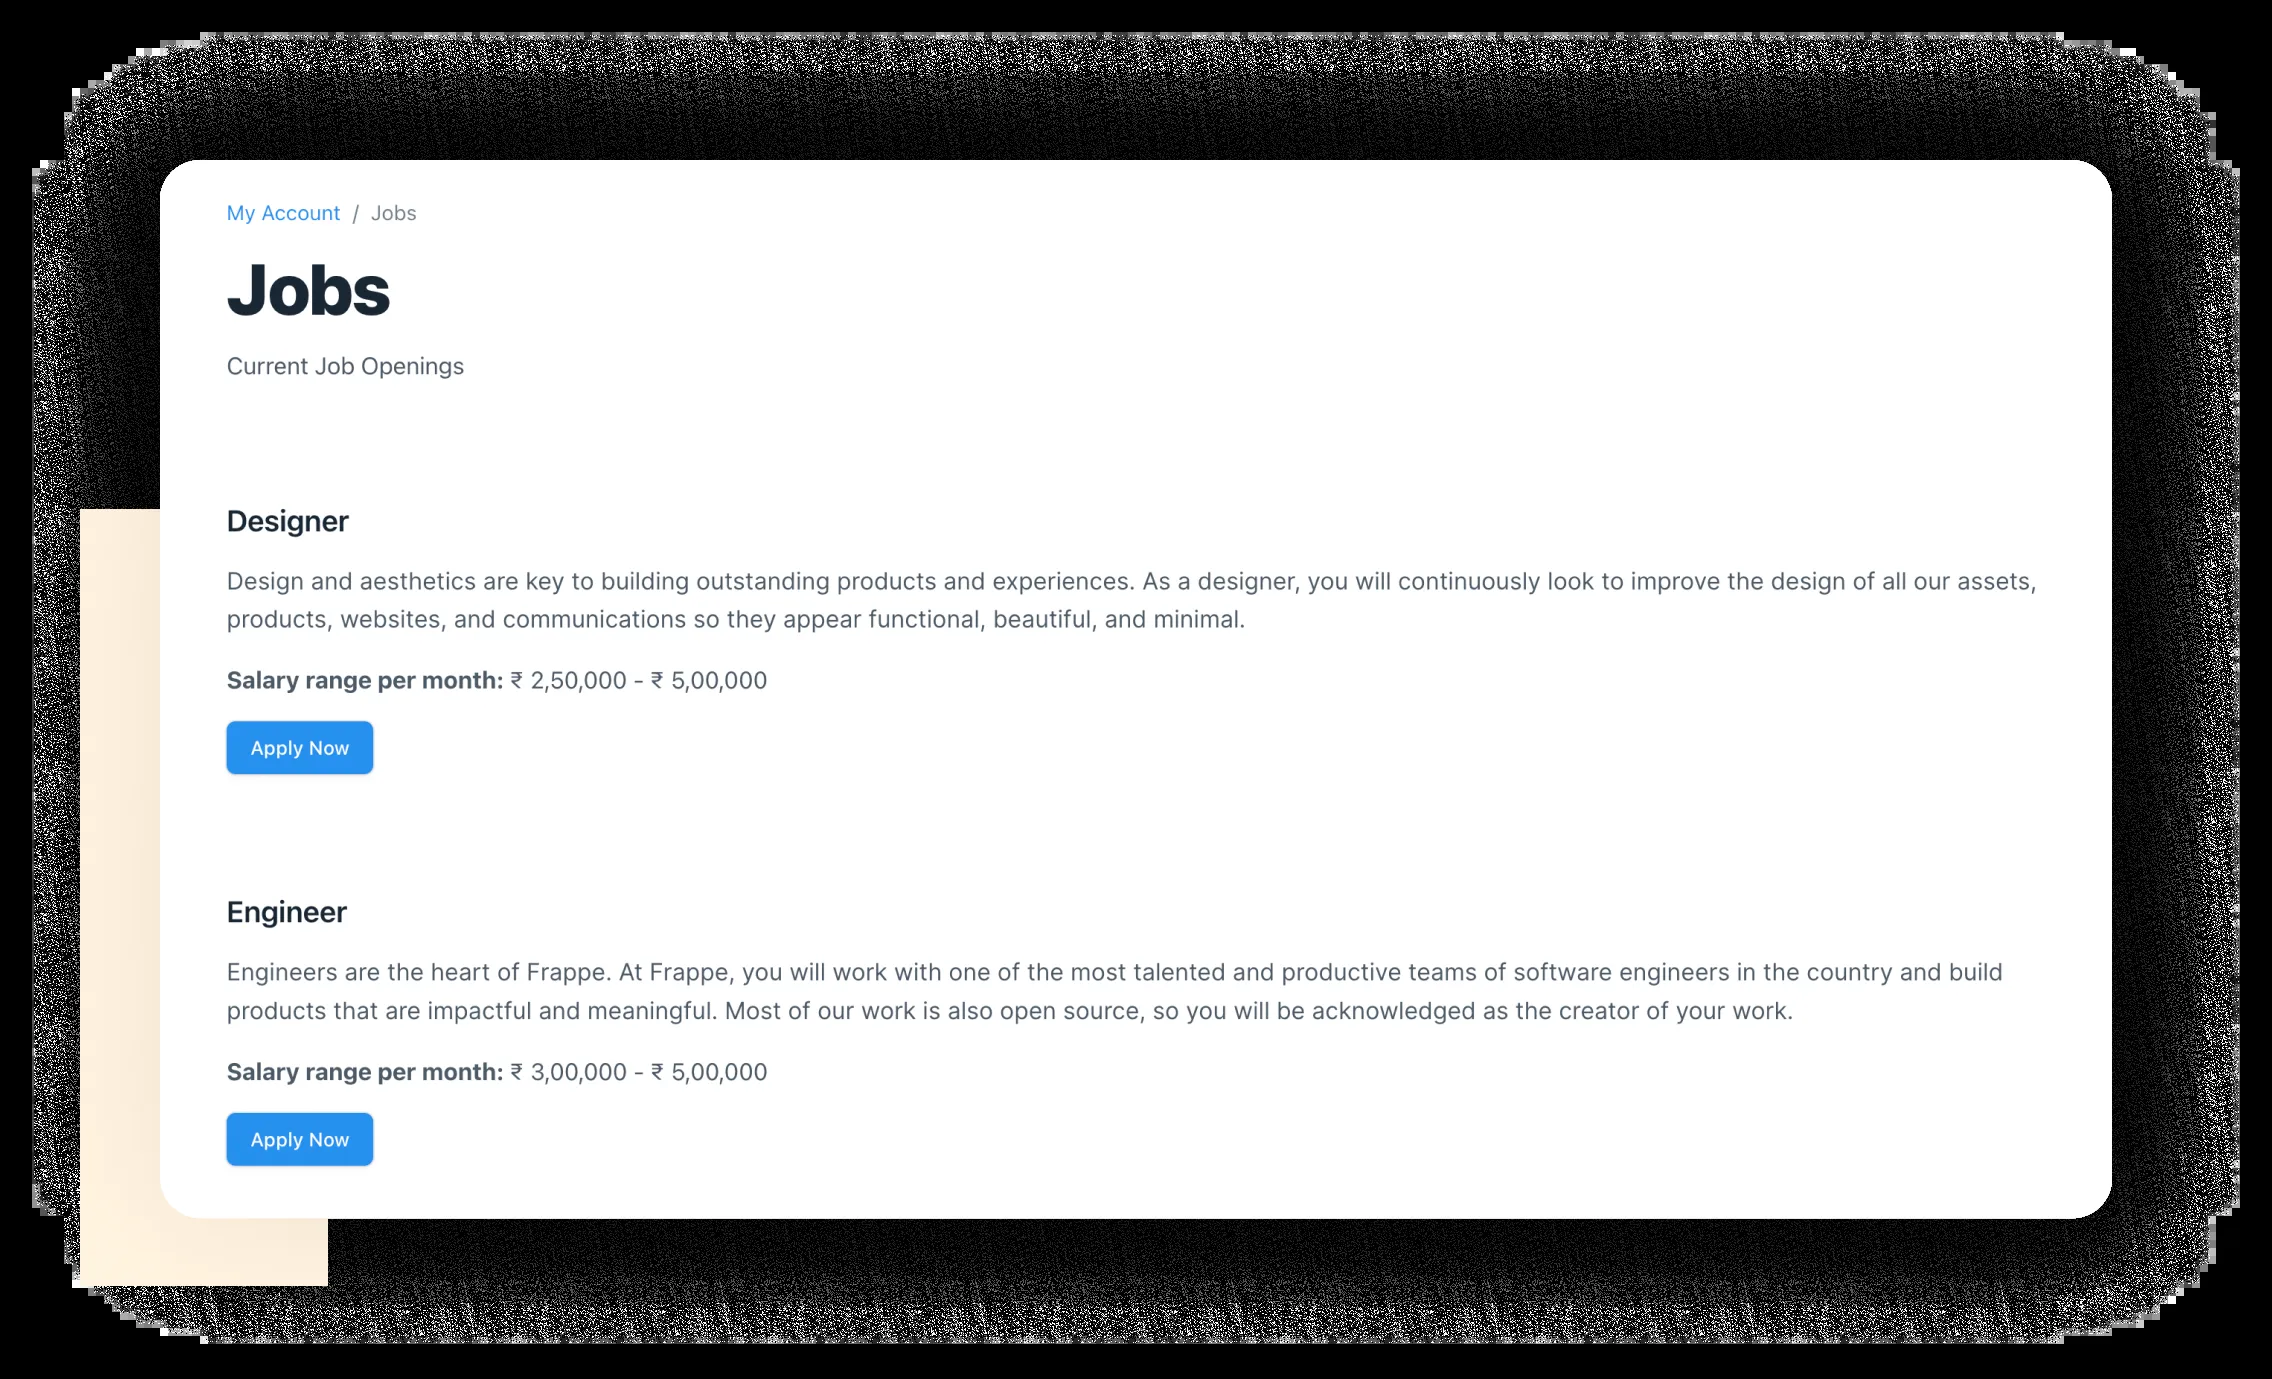 My Account / Jobs
Jobs
Current Job Openings
Designer
Design and aesthetics are key to building outstanding products and experiences. As a designer, you will continuously look to improve the design of all our assets,
products, websites, and communications so they appear functional, beautiful, and minimal.
Salary range per month: ₹ 2,50,000 - ₹ 5,00,000
Apply Now
Engineer
Engineers are the heart of Frappe. At Frappe, you will work with one of the most talented and productive teams of software engineers in the country and build
products that are impactful and meaningful. Most of our work is also open source, so you will be acknowledged as the creator of your work.
Salary range per month: ₹ 3,00,000 - ₹ 5,00,000
Apply Now